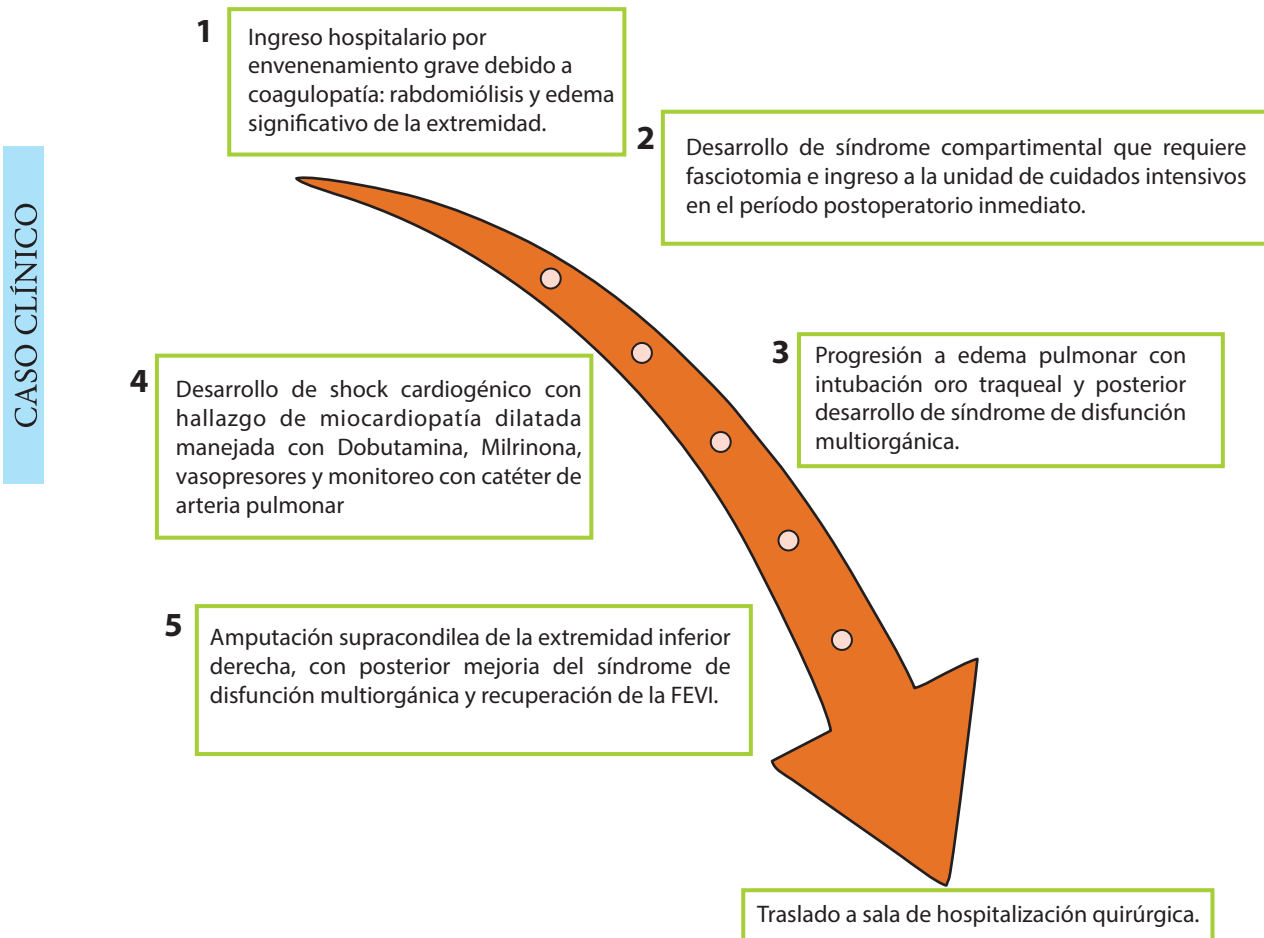 CASO CLÍNICO
1
Ingreso hospitalario por
envenenamiento grave debido a
coagulopatía: rabdomiólisis y edema
significativo de la extremidad.
2
Desarrollo de síndrome compartimental que requiere
fasciotomia e ingreso a la unidad de cuidados intensivos
en el período postoperatorio inmediato.
3
Progresión a edema pulmonar con
intubación oro traqueal y posterior
desarrollo de síndrome de disfunción
multiorgánica.
4
Desarrollo de shock cardiogénico con
hallazgo de miocardiopatía dilatada
manejada con Dobutamina, Milrinona,
vasopresores y monitoreo con catéter de
arteria pulmonar
5
Amputación supracondilea de la extremidad inferior
derecha, con posterior mejoria del síndrome de
disfunción multiorgánica y recuperación de la FEVI.
Traslado a sala de hospitalización quirúrgica.